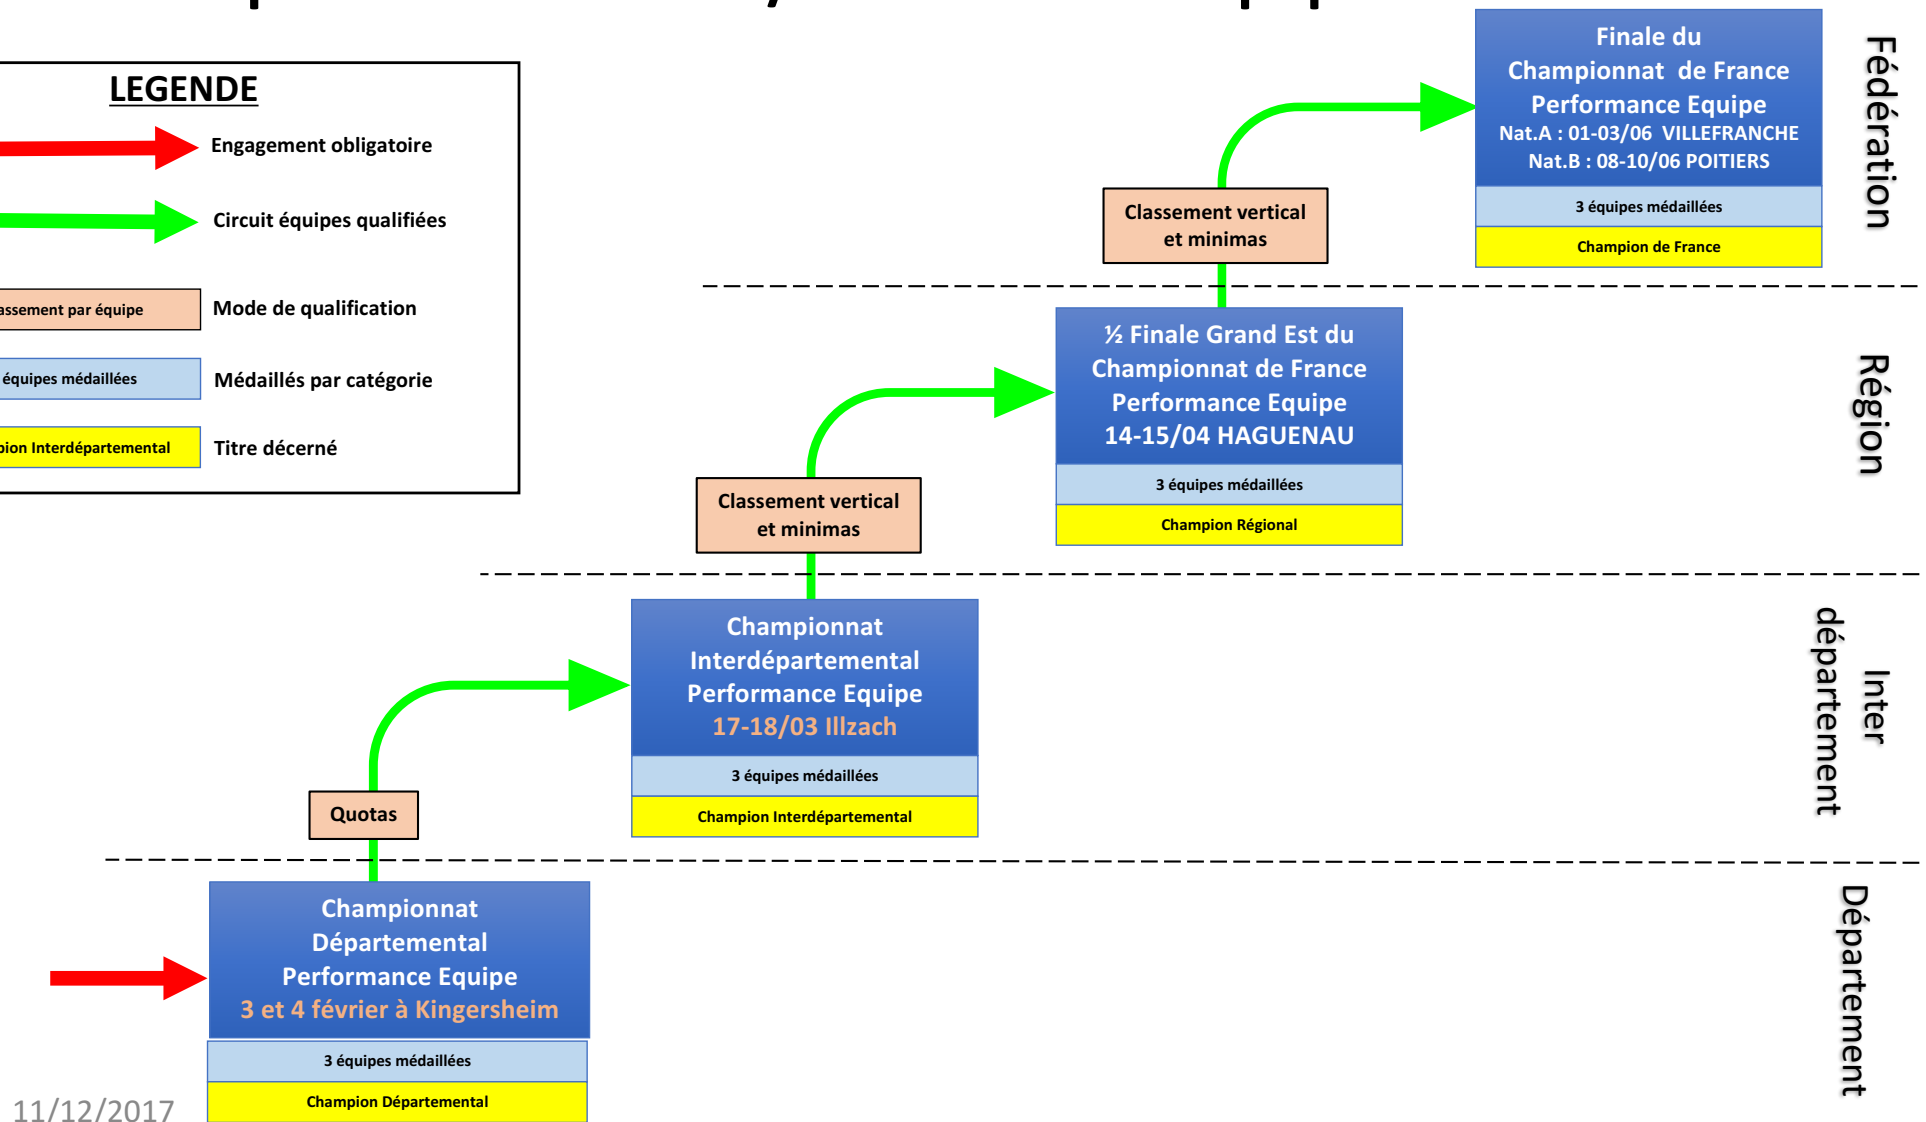 LEGENDE
Engagement obligatoire
Circuit équipes qualifiées
par équipe
Mode de qualification
équipes médaillées
Médaillés par catégorie
Interdépartemental
Titre décerné
Finale du
Championnat de France
Performance Equipe
Nat.A : 01-03/06 VILLEFRANCHE
Nat.B : 08-10/06 POITIERS
3 équipes médaillées
Champion de France
Fédération
Classement vertical
et minimas
½ Finale Grand Est du
Championnat de France
Performance Equipe
14-15/04 HAGUENAU
3 équipes médaillées
Champion Régional
Région
Classement vertical
et minimas
Championnat
Interdépartemental
Performance Equipe
17-18/03 Illzach
3 équipes médaillées
Champion Interdépartemental
Inter
département
Quotas
Championnat
Départemental
Performance Equipe
3 et 4 février à Kingersheim
3 équipes médaillées
Champion Départemental
Département
11/12/2017